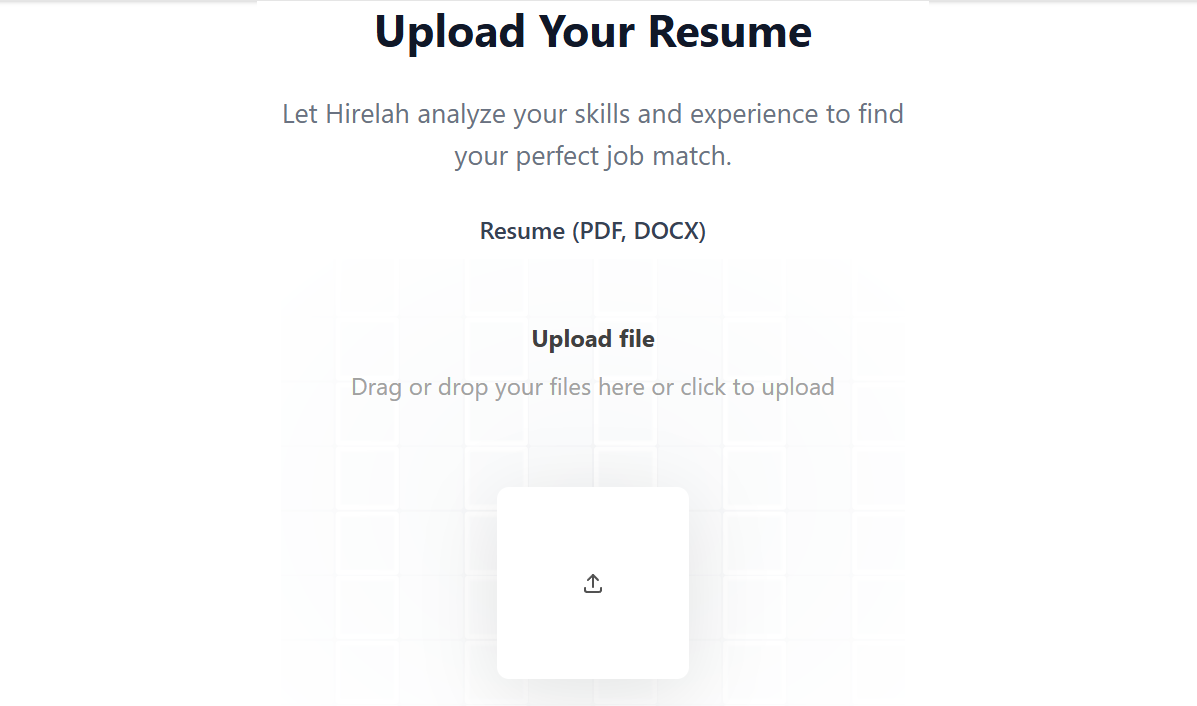 Upload Your Resume
Let Hirelah analyze your skills and experience to find
your perfect job match.
Resume (PDF, DOCX)
Upload file
Drag or drop your files here or click to upload